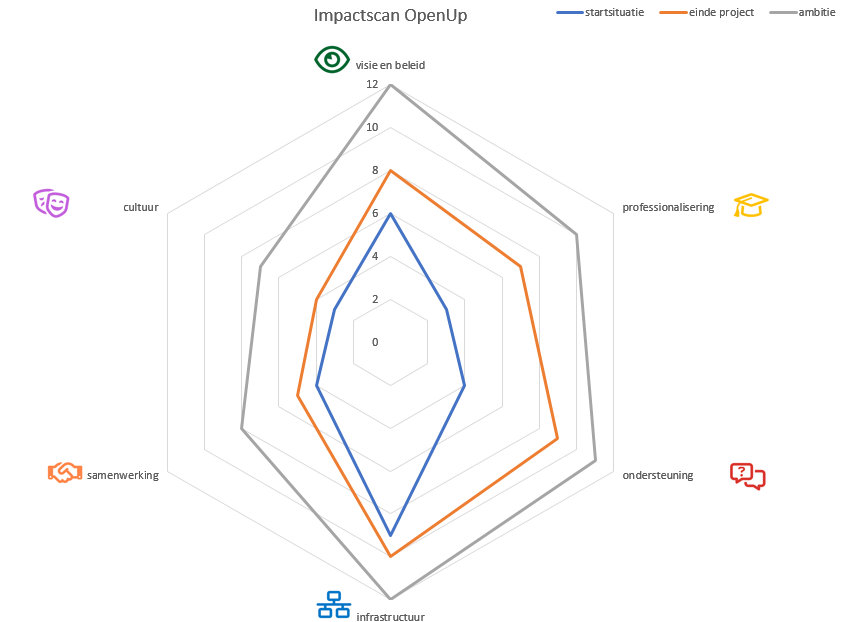 Impactscan OpenUp
startsituatie
einde project
ambitie
visie en beleid
12
10
8
6
4
2
0
cultuur
professionalisering
samenwerking
ondersteuning
?
infrastructuur